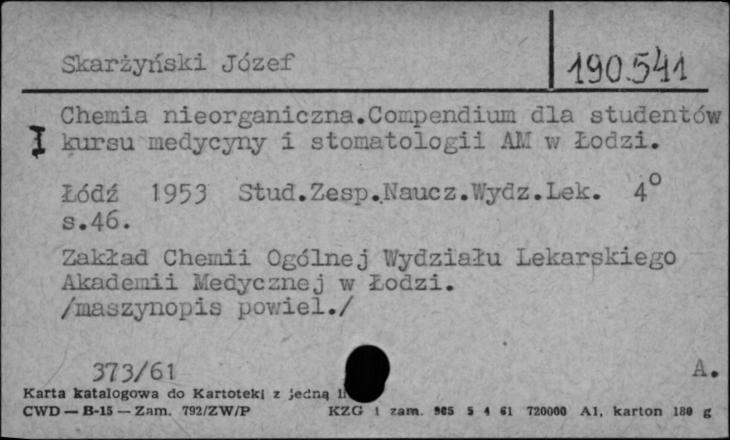 Skarżyński Józef
190.541
Chemia nieorganiczna.Compendium dla studentów
I kursu medycyny i stomatologii AM w Łodzi.
Łódź 1953 Stud.Zesp.Naucz.Wydz.Lek. 4°
s.46.
Zakład Chemii Ogólnej Wydziału Lekarskiego
Akademii Medycznej w Łodzi.
/maszynopis powiel./
373/61
A.
Karta katalogowa do Kartoteki z jedną
CWD — B-15 — Zam. 792/ZW/P KZG 1 zam. 905 5 4 61 720000 A1, karton 180 g